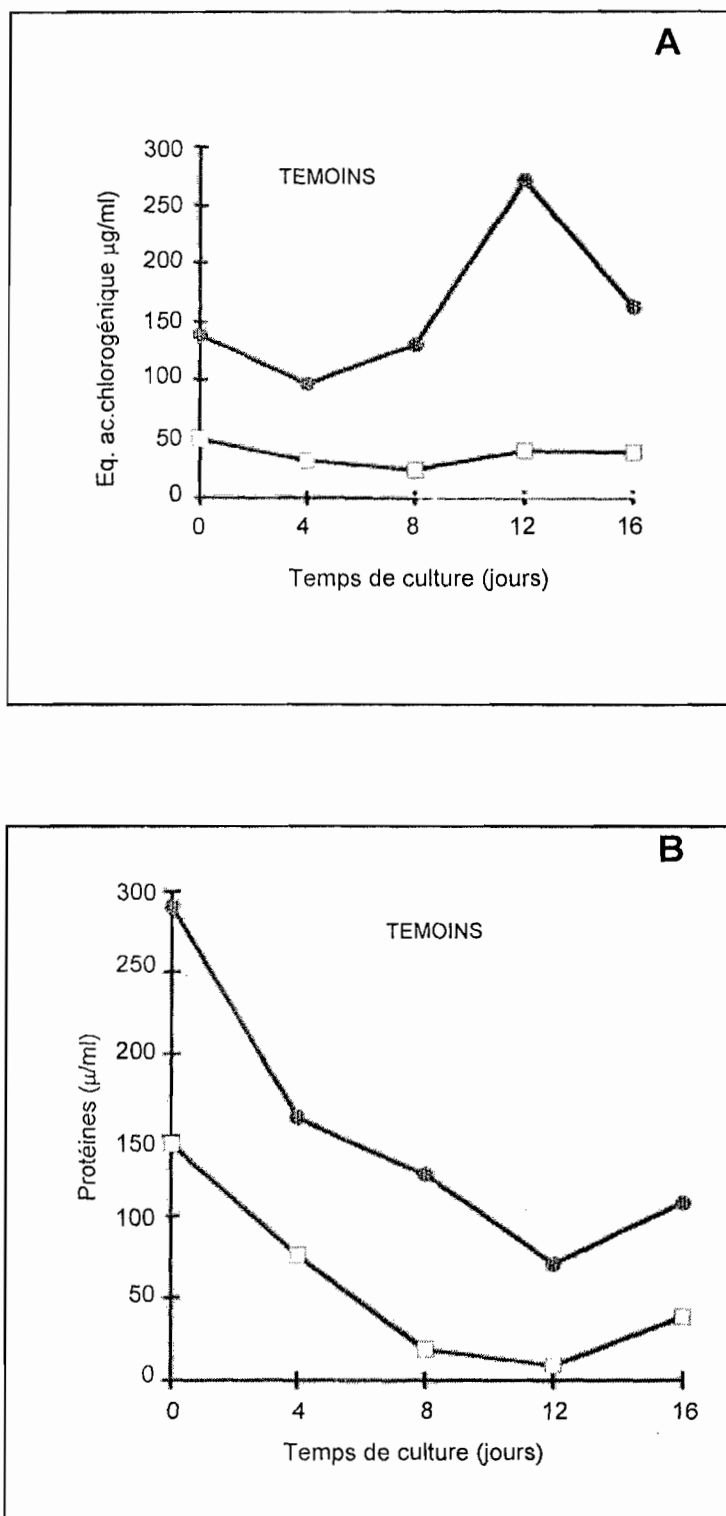 A
300
TEMOINS
250
200
150
100
50
0
Eq. ac.chlorogénique µg/ml)
0 4 8 12 16
Temps de culture (jours)
B
300
TEMOINS
250
200
150
100
50
0
Protéines (µ/ml)
0 4 8 12 16
Temps de culture (jours)